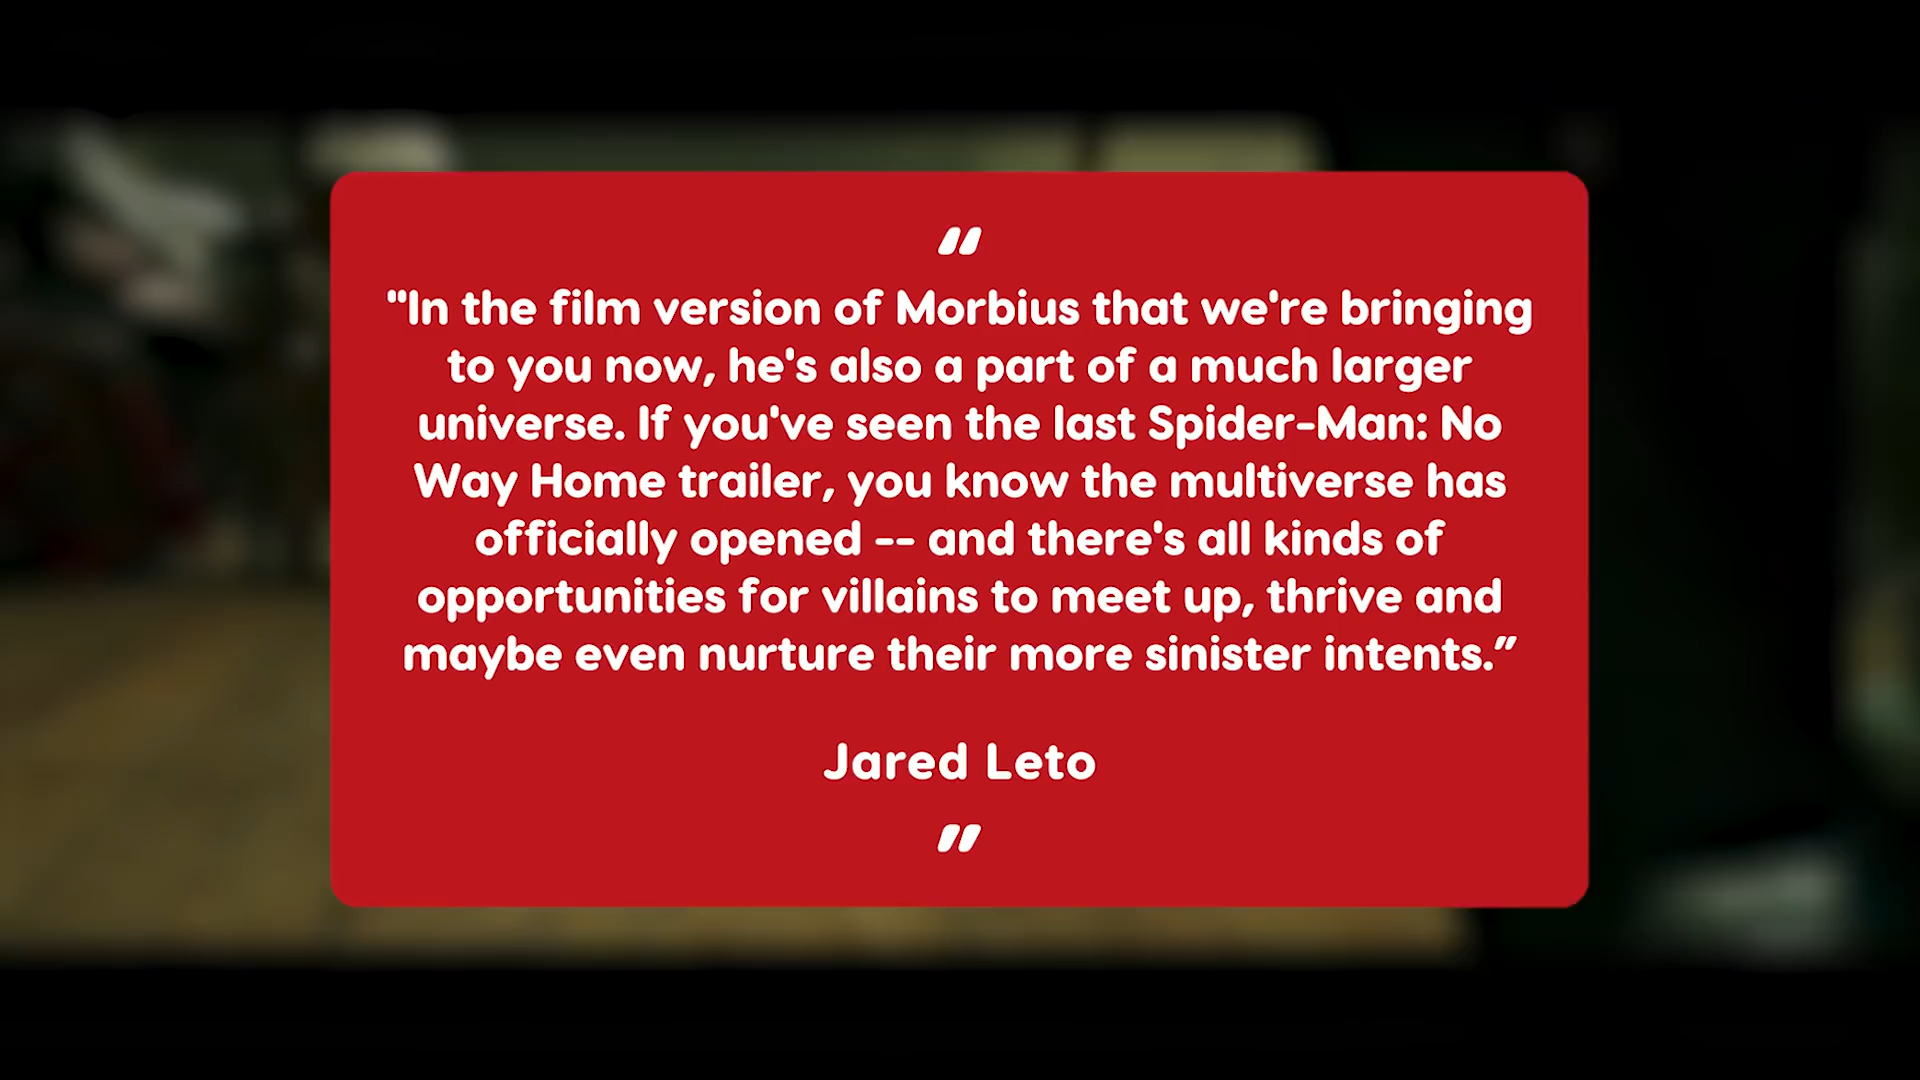 “
"In the film version of Morbius that we're bringing
to you now, he's also a part of a much larger
universe. If you've seen the last Spider-Man: No
Way Home trailer, you know the multiverse has
officially opened -- and there's all kinds of
opportunities for villains to meet up, thrive and
maybe even nurture their more sinister intents.”
Jared Leto
”